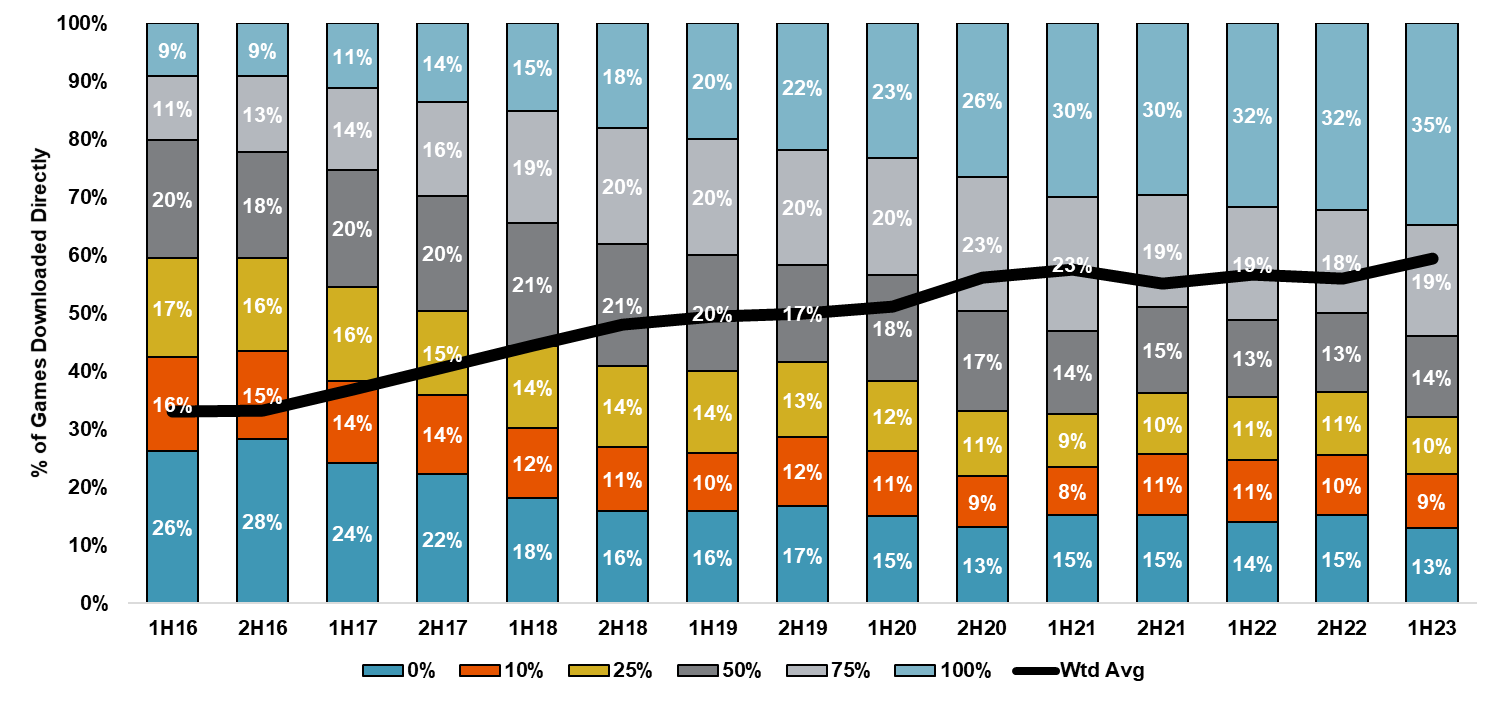 % of Games Downloaded Directly
100%
90%
80%
70%
60%
50%
40%
30%
20%
10%
0%
9% 9% 11% 14% 15% 18% 20% 22% 23% 26% 30% 30% 32% 32% 35%
11% 13% 14% 16% 19% 20% 20% 20% 20% 23% 23% 19% 19% 18% 19%
20% 18% 20% 20% 21% 21% 20% 17% 18% 17% 14% 15% 13% 13% 14%
17% 16% 16% 15% 14% 14% 14% 13% 12% 11% 9% 10% 11% 11% 10%
16% 15% 14% 14% 12% 11% 10% 12% 11% 9% 8% 11% 11% 10% 9%
26% 28% 24% 22% 18% 16% 16% 17% 15% 13% 15% 15% 14% 15% 13%
1H16 2H16 1H17 2H17 1H18 2H18 1H19 2H19 1H20 2H20 1H21 2H21 1H22 2H22 1H23
0% 10% 25% 50% 75% 100% Wtd Avg